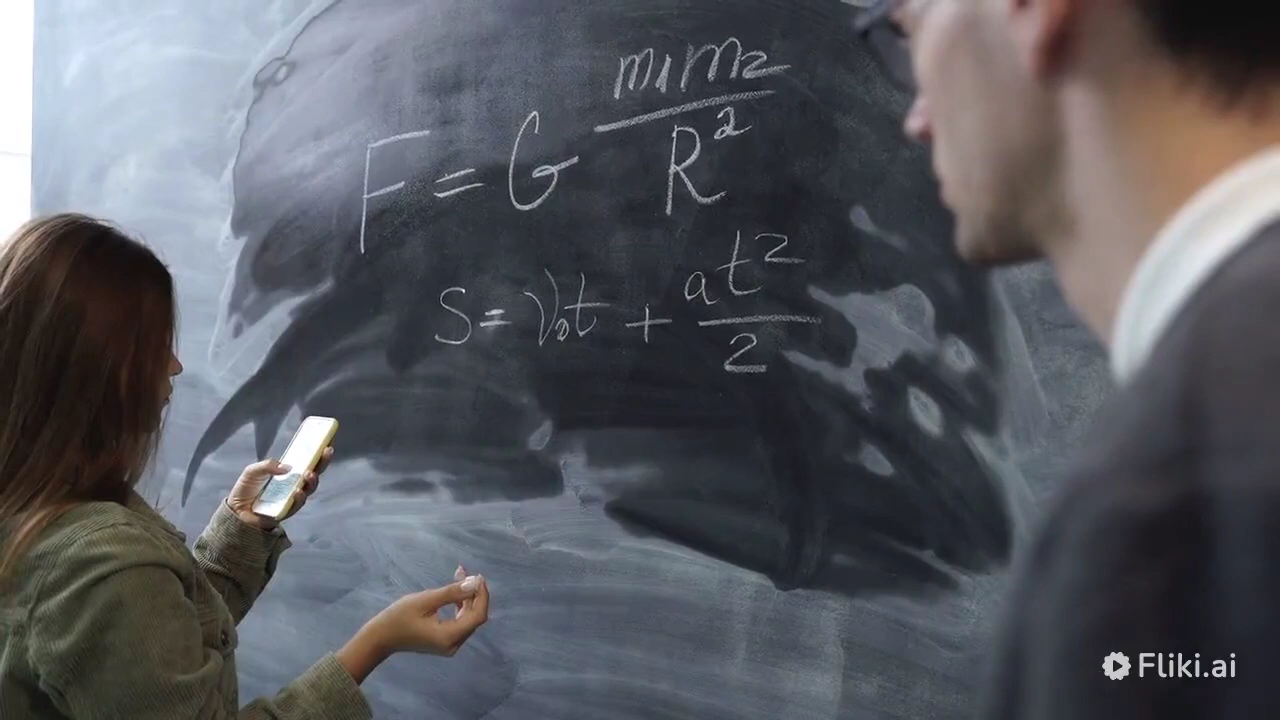 F = G m1m2/R²
S = V₀t + at²/2
Fliki.ai